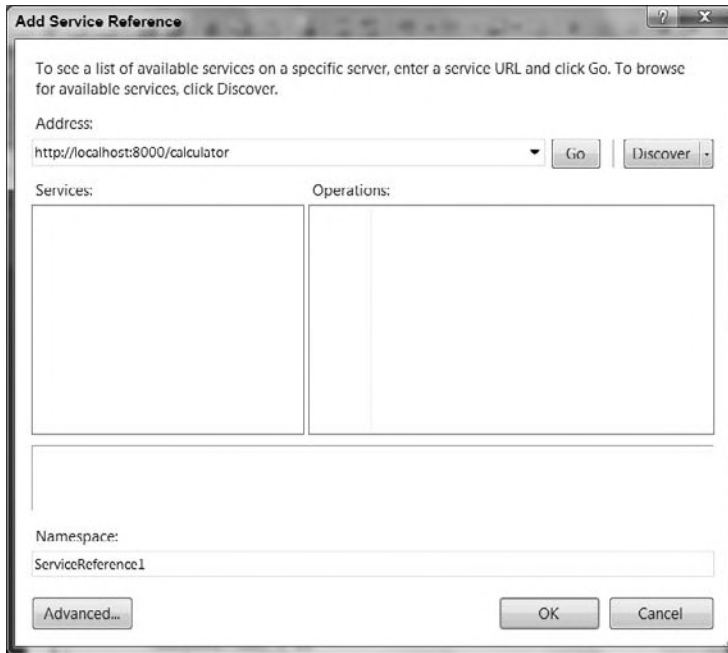 Add Service Reference
To see a list of available services on a specific server, enter a service URL and click Go. To browse
for available services, click Discover.
Address:
http://localhost:8000/calculator
Go
Discover
Services:
Operations:
Namespace:
ServiceReference1
Advanced...
OK
Cancel